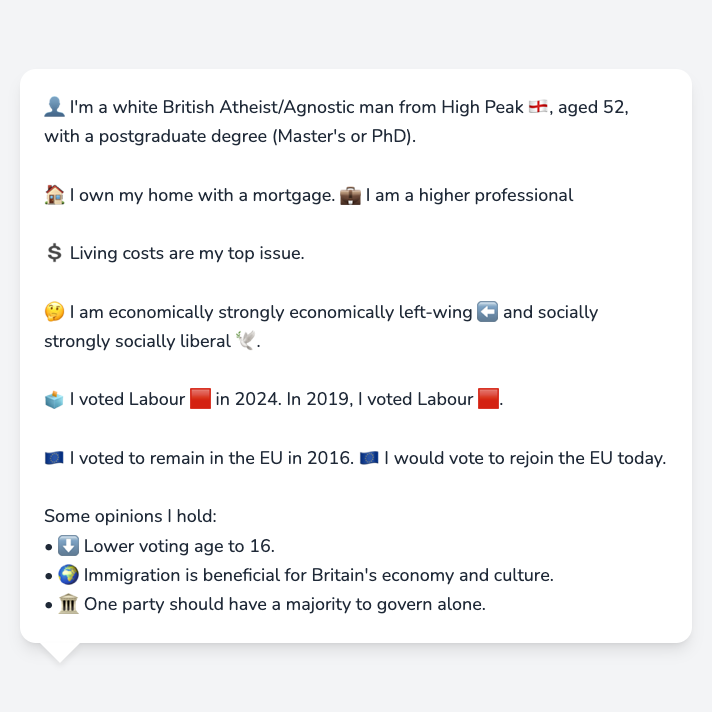 👤 I'm a white British Atheist/Agnostic man from High Peak 🏴󠁧󠁢󠁥󠁮󠁧󠁿, aged 52,
with a postgraduate degree (Master's or PhD).
🏠 I own my home with a mortgage. 💼 I am a higher professional
💲 Living costs are my top issue.
🤔 I am economically strongly economically left-wing ⬅️ and socially
strongly socially liberal 🕊️.
🗳️ I voted Labour 🟥 in 2024. In 2019, I voted Labour 🟥.
🇪🇺 I voted to remain in the EU in 2016. 🇪🇺 I would vote to rejoin the EU today.
Some opinions I hold:
• ⬇️ Lower voting age to 16.
• 🌍 Immigration is beneficial for Britain's economy and culture.
• 🏛️ One party should have a majority to govern alone.